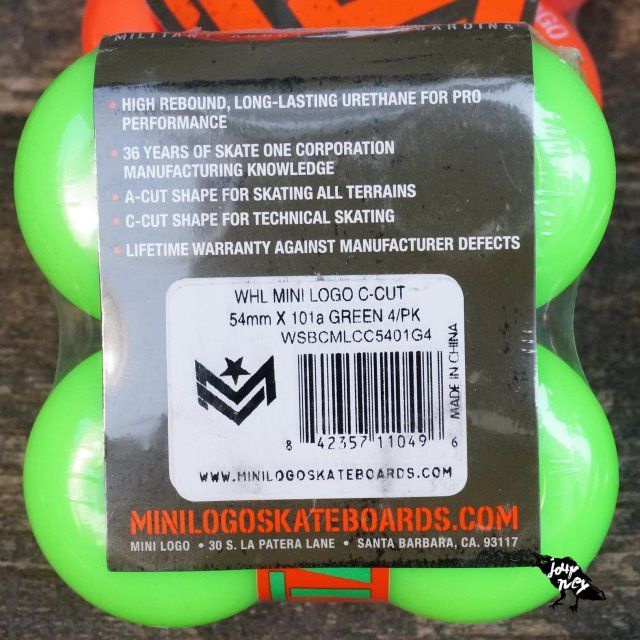 LOGO
• HIGH REBOUND, LONG-LASTING URETHANE FOR PRO
PERFORMANCE
• 36 YEARS OF SKATE ONE CORPORATION
MANUFACTURING KNOWLEDGE
• A-CUT SHAPE FOR SKATING ALL TERRAINS
• C-CUT SHAPE FOR TECHNICAL SKATING
• LIFETIME WARRANTY AGAINST MANUFACTURER DEFECTS
WHL MINI LOGO C-CUT
54mm X 101a GREEN 4/PK
WSBCMLCC5401G4
MADE IN CHINA
8 42357 11049 6
WWW.MINILOGOSKATEBOARDS.COM
MINILOGOSKATEBOARDS.COM
MINI LOGO • 30 S. LA PATERA LANE • SANTA BARBARA, CA. 93117
jour
ney